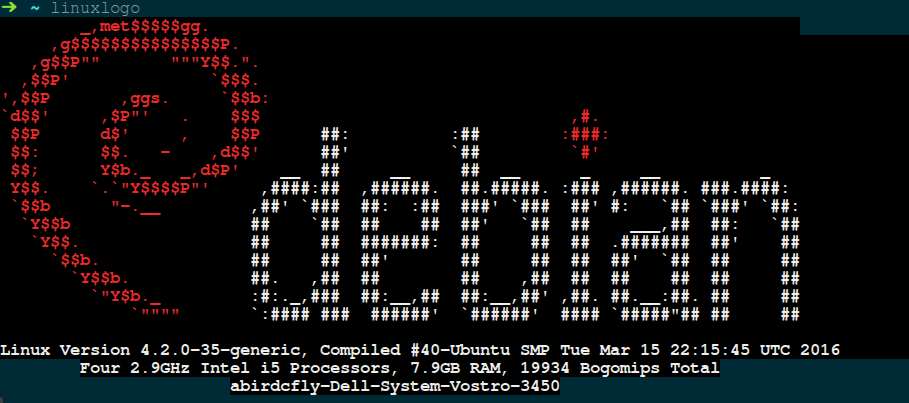 ➜ ~ linuxlogo
         _,met$$$$$gg.
      ,g$$$$$$$$$$$$$$$P.
    ,g$$P""       """Y$$.".
   ,$$P'              `$$$.
',$$P       ,ggs.     `$$b:
`d$$'     ,$P"'   .    $$$
 $$P      d$'     ,    $$P
 $$:      $$.   -    ,d$$'
 $$;      Y$b._   _,d$P'
 Y$$.    `.`"Y$$$$P"'
 `$$b      "-.__
  `Y$$b
   `Y$$.
     `$$b.
       `Y$$b.
         `"Y$b._
             `""""
debian
Linux Version 4.2.0-35-generic, Compiled #40-Ubuntu SMP Tue Mar 15 22:15:45 UTC 2016
Four 2.9GHz Intel i5 Processors, 7.9GB RAM, 19934 Bogomips Total
abirdcfly-Dell-System-Vostro-3450